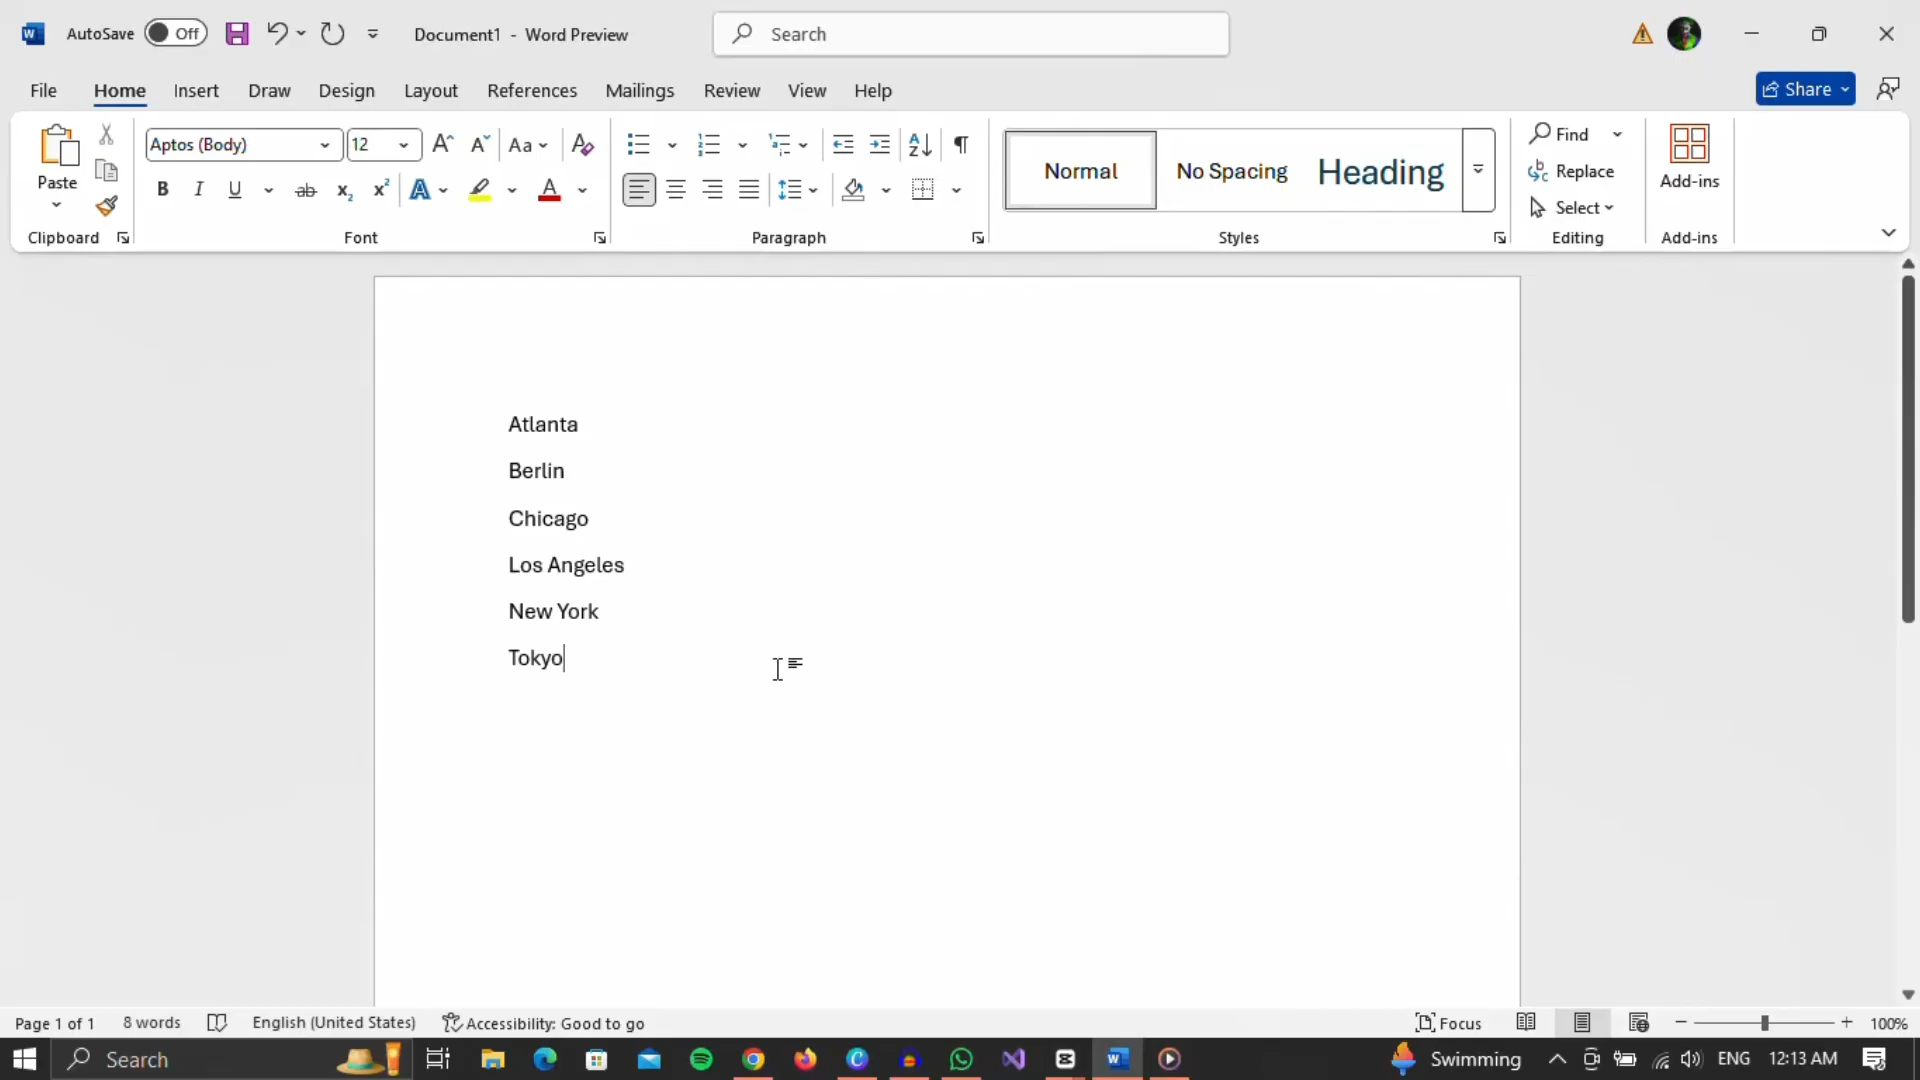 AutoSave Off Document1 - Word Preview Search
File Home Insert Draw Design Layout References Mailings Review View Help Share
Paste Aptos (Body) 12 Aa Normal No Spacing Heading Find Replace Select Add-ins
Clipboard Font Paragraph Styles Editing Add-ins
Atlanta
Berlin
Chicago
Los Angeles
New York
Tokyo
Page 1 of 1 8 words English (United States) Accessibility: Good to go Focus 100%
Search Swimming ENG 12:13 AM